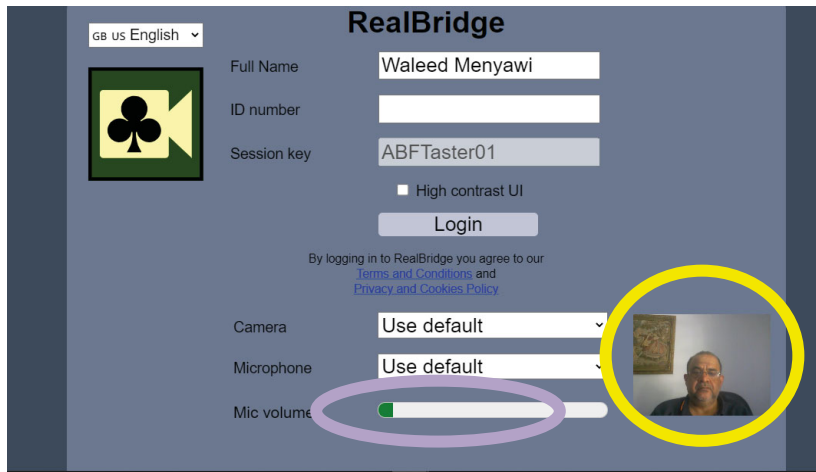 RealBridge
GB US English
Full Name Waleed Menyawi
ID number
Session key ABFTaster01
High contrast UI
Login
By logging in to RealBridge you agree to our
Terms and Conditions and
Privacy and Cookies Policy
Camera Use default
Microphone Use default
Mic volume